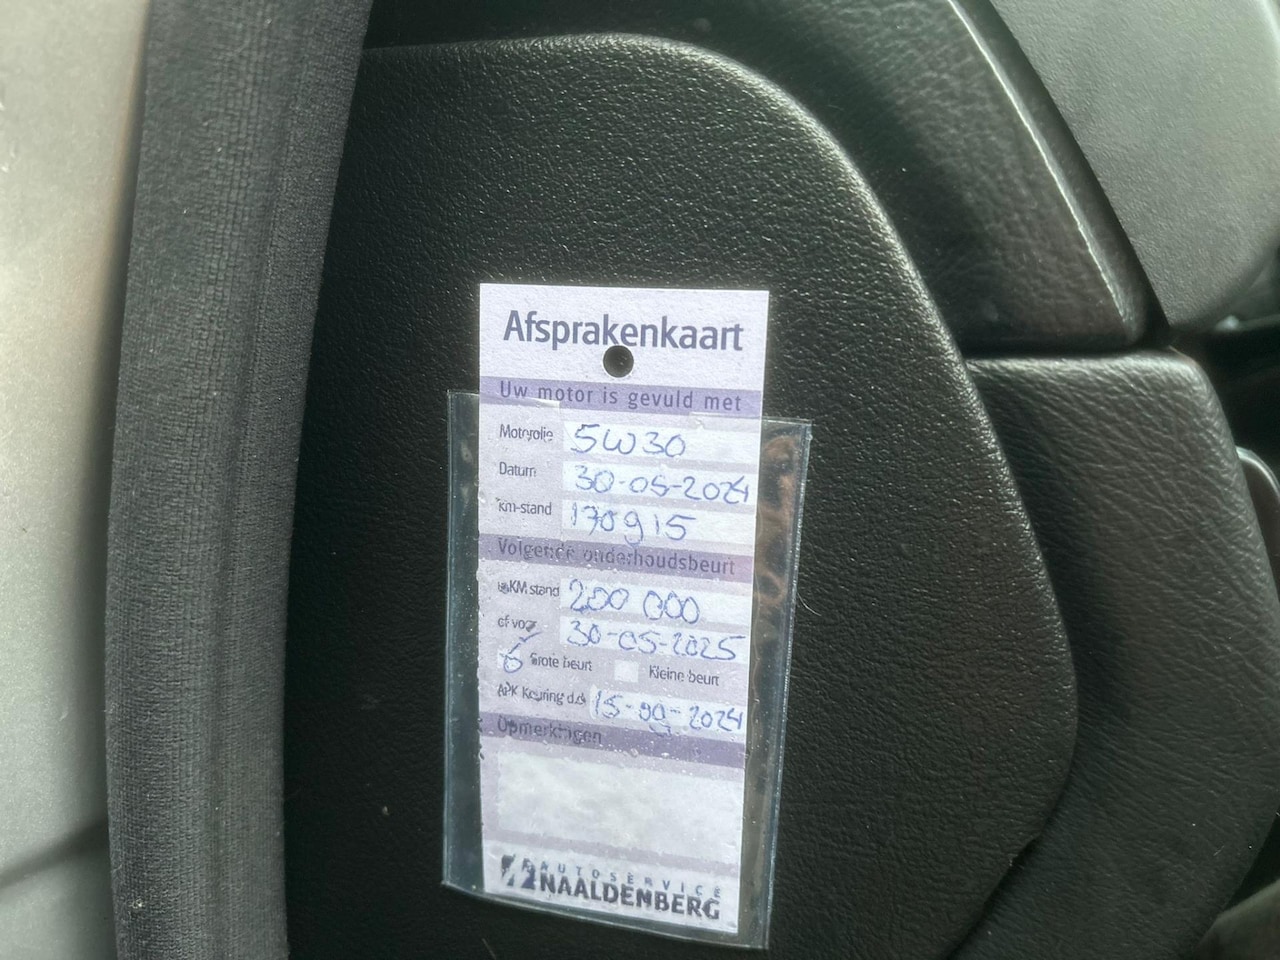 Afsprakenkaart
Uw motor is gevuld met
Motorolie 5W30
Datum 30-05-2024
km-stand 170915
Volgende onderhoudsbeurt
KM stand 200 000
of voor 30-05-2025
Grote beurt Kleine beurt
APK Keuring d.d. 15-09-2024
Opmerkingen
AUTOSERVICE
NAALDENBERG